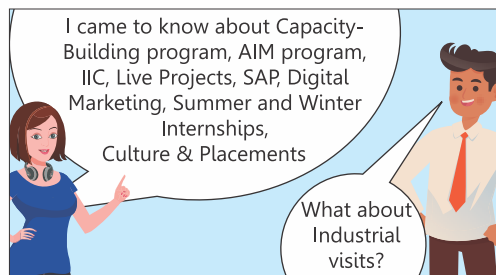 I came to know about Capacity-
Building program, AIM program,
IIC, Live Projects, SAP, Digital
Marketing, Summer and Winter
Internships,
Culture & Placements
What about
Industrial
visits?